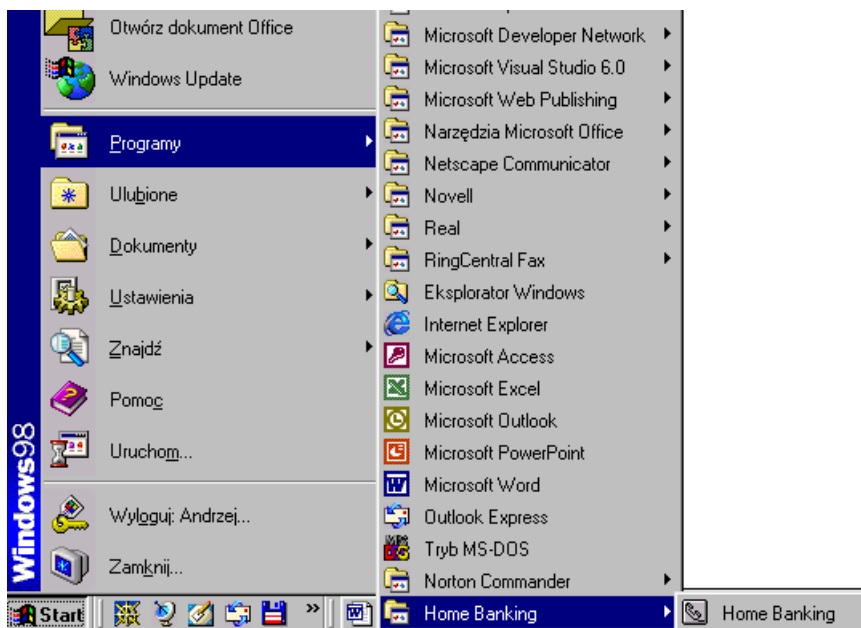 Otwórz dokument Office
Windows Update
Programy
Ulubione
Dokumenty
Ustawienia
Znajdź
Pomoc
Uruchom...
Wyloguj: Andrzej...
Zamknij...
Windows98
Microsoft Developer Network
Microsoft Visual Studio 6.0
Microsoft Web Publishing
Narzędzia Microsoft Office
Netscape Communicator
Novell
Real
RingCentral Fax
Eksplorator Windows
Internet Explorer
Microsoft Access
Microsoft Excel
Microsoft Outlook
Microsoft PowerPoint
Microsoft Word
Outlook Express
Tryb MS-DOS
Norton Commander
Home Banking
Home Banking
Start
»